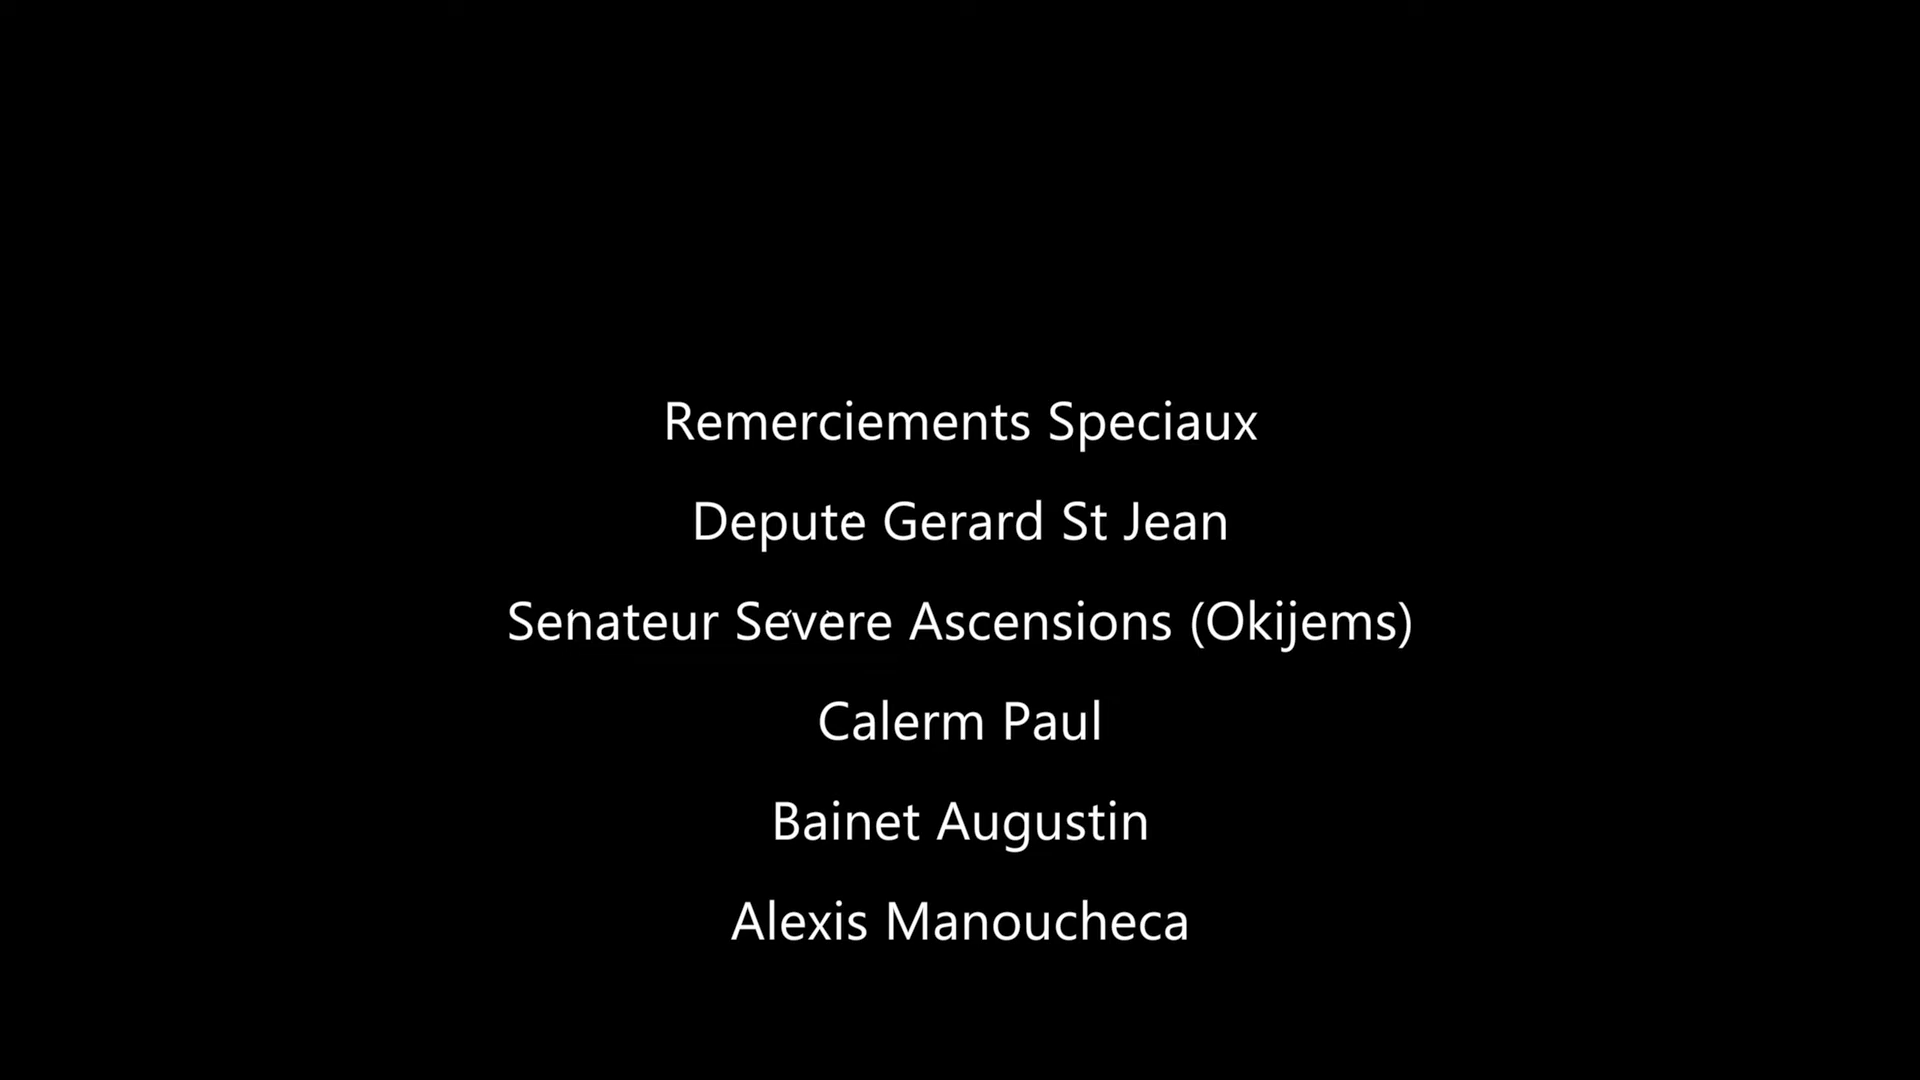 Remerciements Speciaux
Depute Gerard St Jean
Senateur Severe Ascensions (Okijems)
Calerm Paul
Bainet Augustin
Alexis Manoucheca